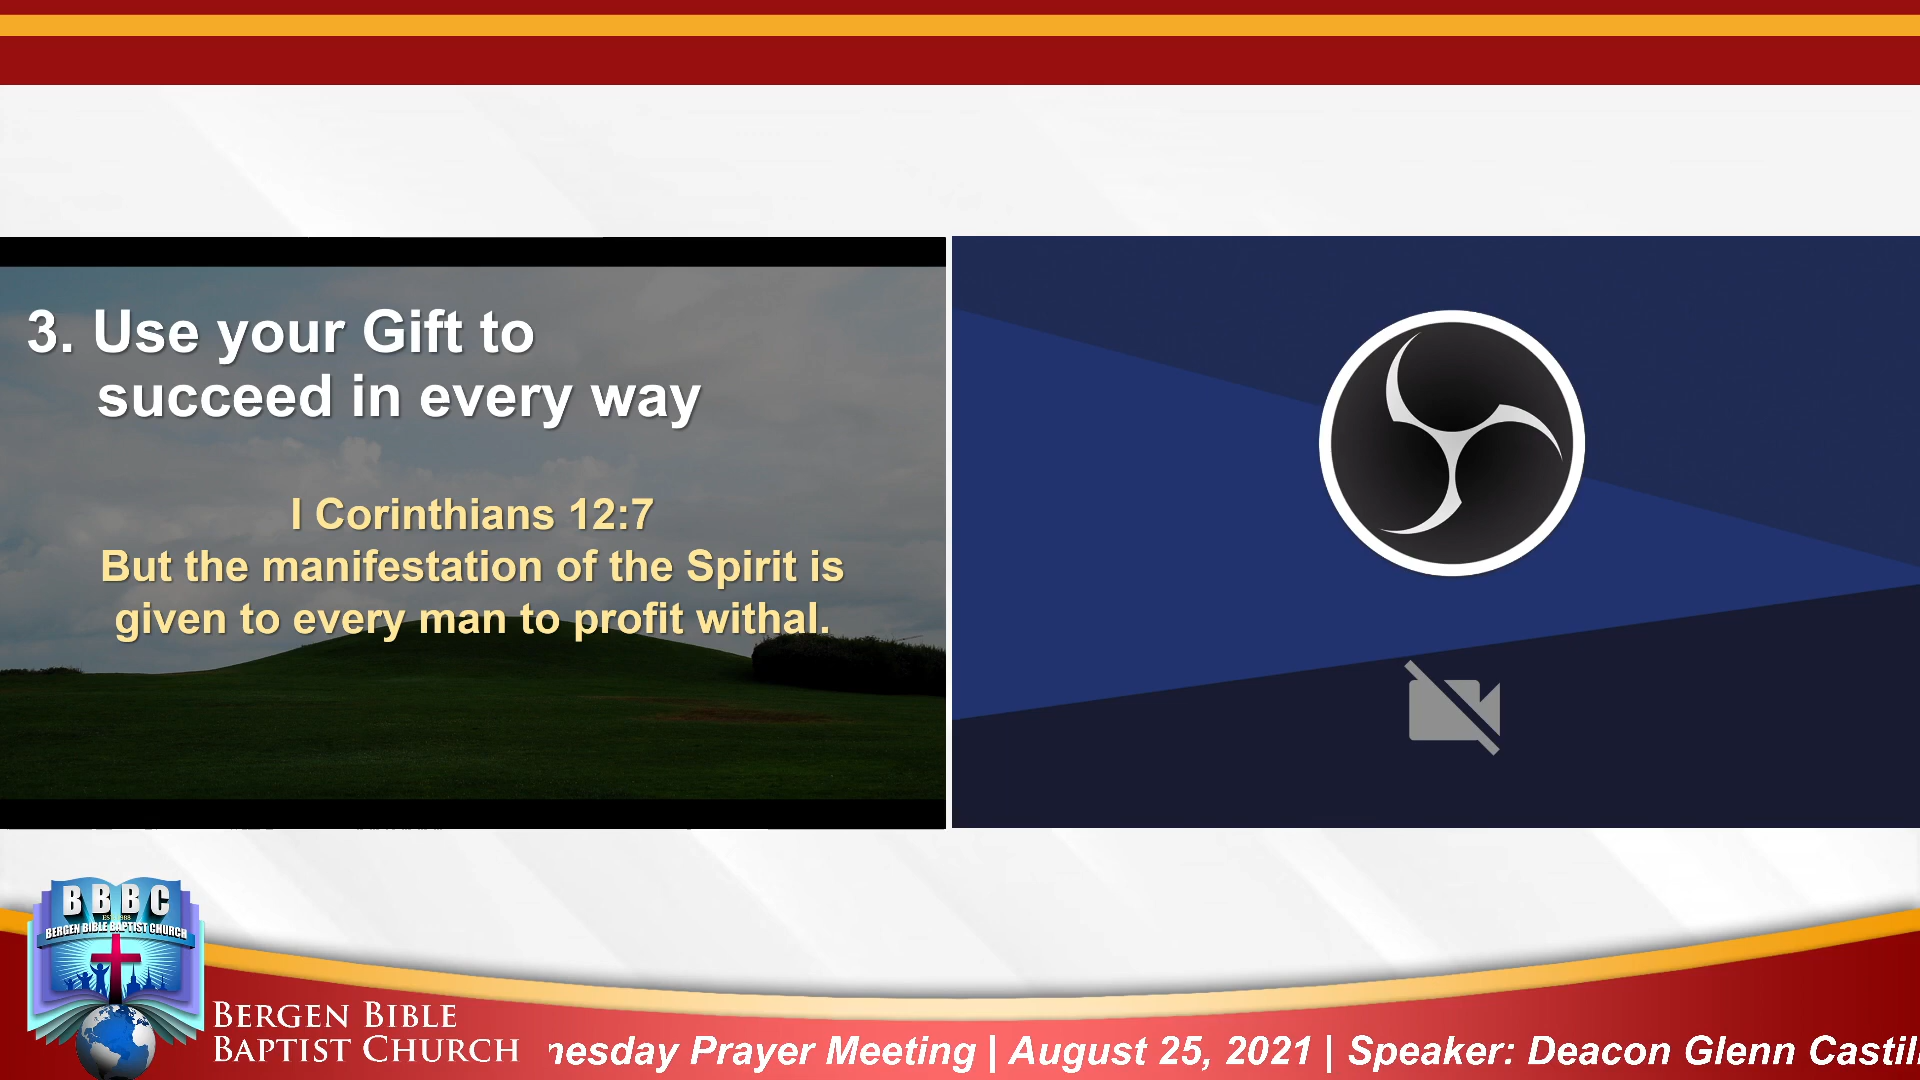 3. Use your Gift to
succeed in every way
I Corinthians 12:7
But the manifestation of the Spirit is
given to every man to profit withal.
B B B C
BERGEN BIBLE BAPTIST CHURCH
BERGEN BIBLE
BAPTIST CHURCH
nesday Prayer Meeting | August 25, 2021 | Speaker: Deacon Glenn Castil